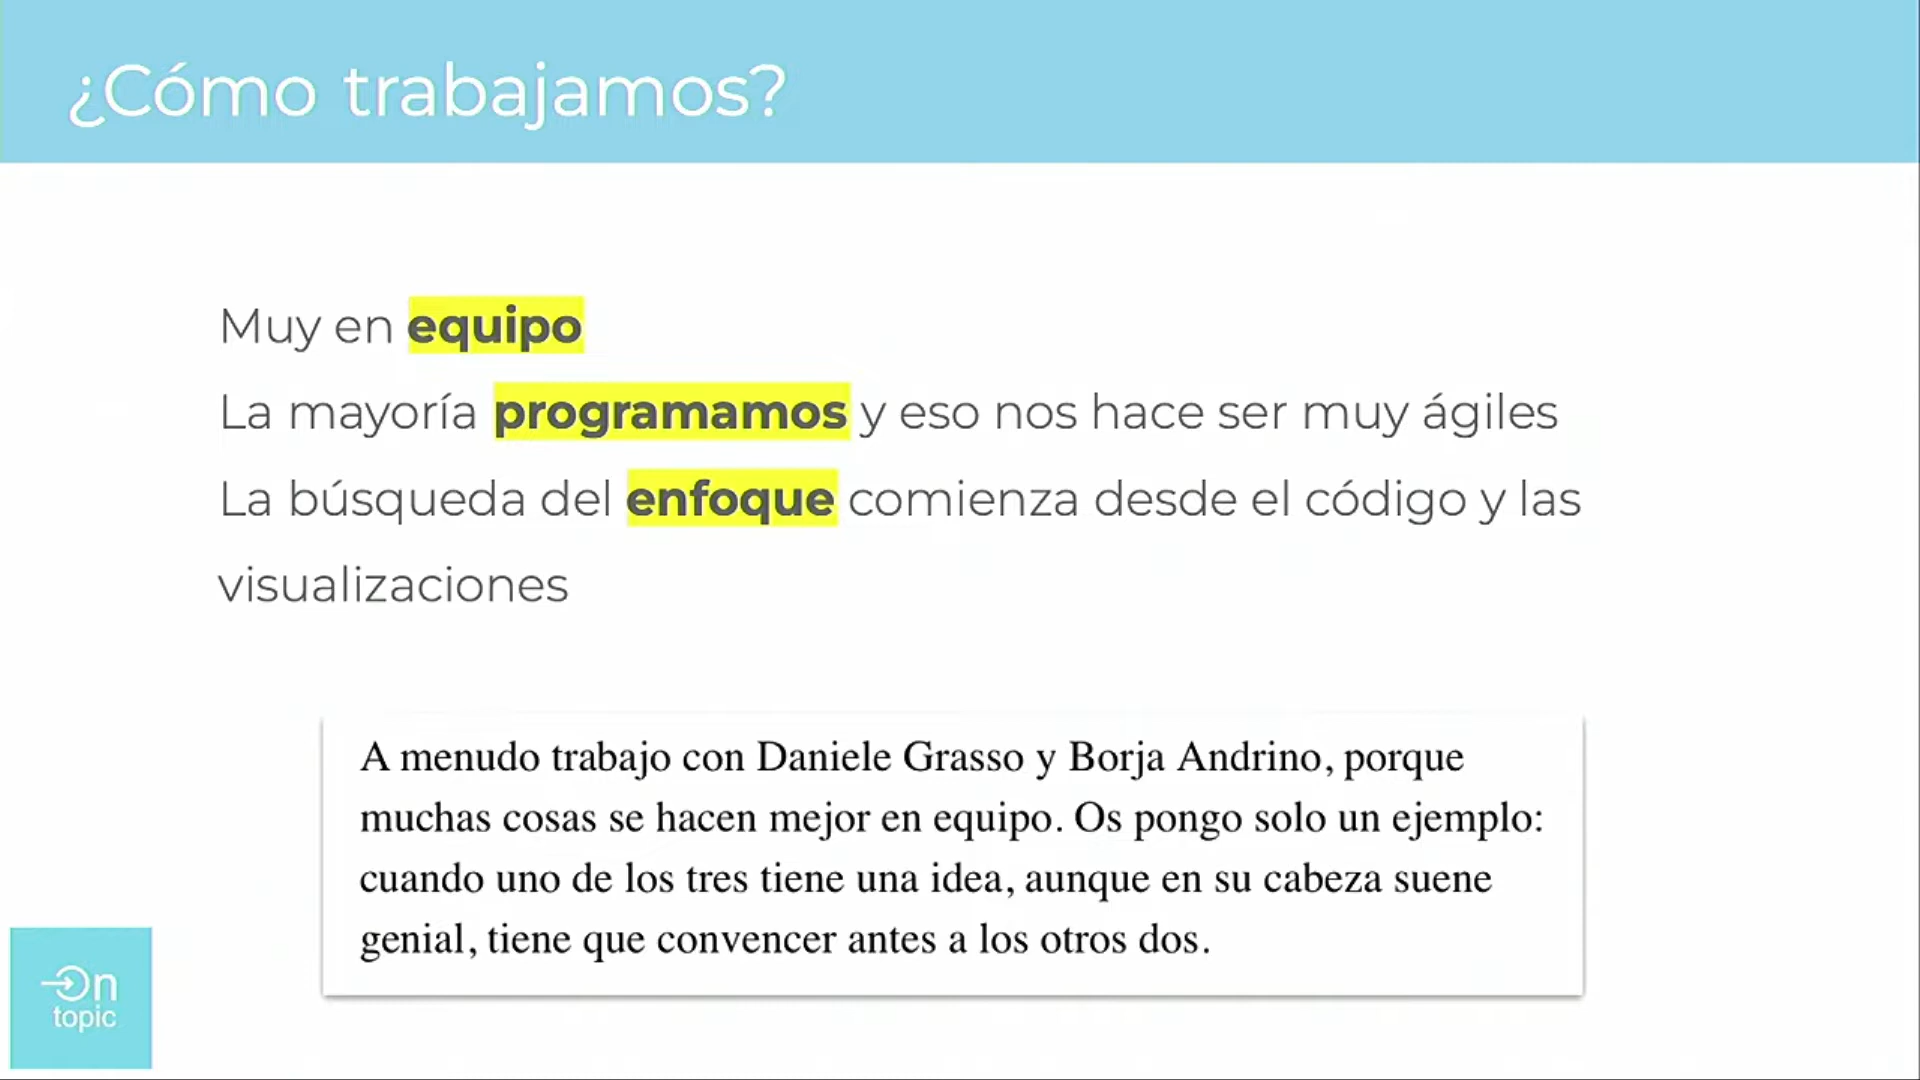 ¿Cómo trabajamos?
Muy en equipo
La mayoría programamos y eso nos hace ser muy ágiles
La búsqueda del enfoque comienza desde el código y las
visualizaciones
A menudo trabajo con Daniele Grasso y Borja Andrino, porque
muchas cosas se hacen mejor en equipo. Os pongo solo un ejemplo:
cuando uno de los tres tiene una idea, aunque en su cabeza suene
genial, tiene que convencer antes a los otros dos.
On
topic